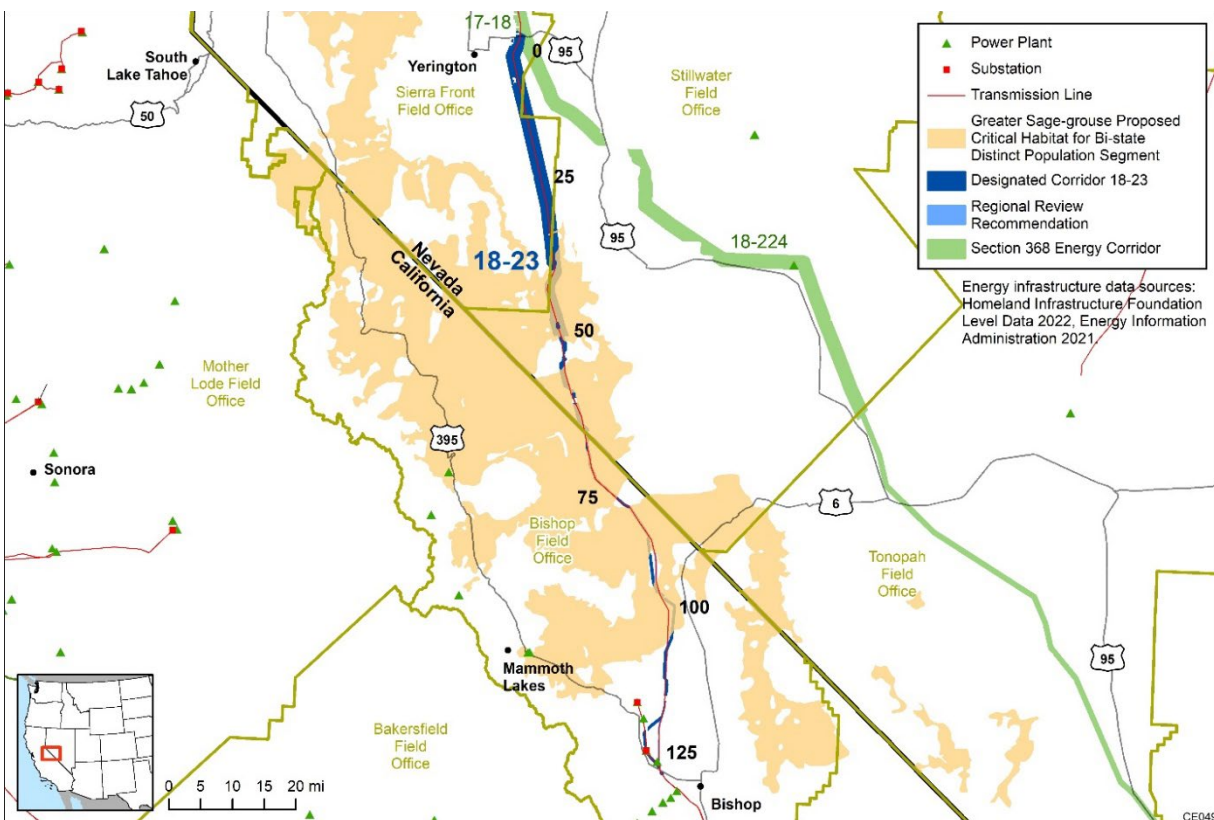 17-18
0
95
South
Lake Tahoe
Yerington
Sierra Front
Field Office
Stillwater
Field
Office
50
25
95
Nevada
California
18-23
18-224
50
Mother
Lode Field
Office
395
Sonora
75
6
Bishop
Field
Office
Tonopah
Field
Office
100
95
Mammoth
Lakes
Bakersfield
Field
Office
125
Bishop
0 5 10 20 mi
Power Plant
Substation
Transmission Line
Greater Sage-grouse Proposed
Critical Habitat for Bi-state
Distinct Population Segment
Designated Corridor 18-23
Regional Review
Recommendation
Section 368 Energy Corridor
Energy infrastructure data sources:
Homeland Infrastructure Foundation
Level Data 2022, Energy Information
Administration 2021.
CE049